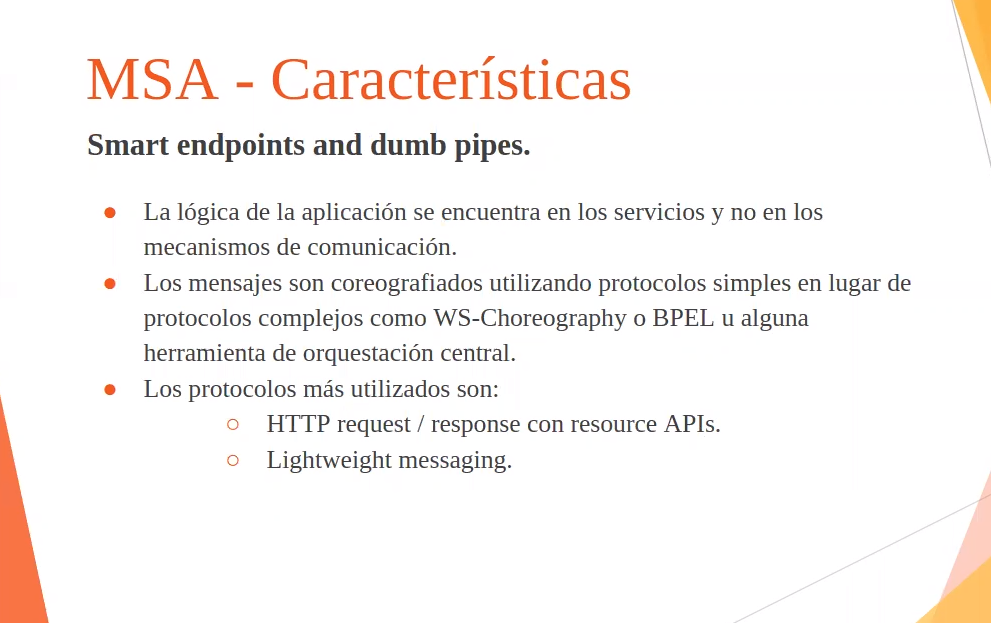 MSA - Características
Smart endpoints and dumb pipes.
● La lógica de la aplicación se encuentra en los servicios y no en los
mecanismos de comunicación.
● Los mensajes son coreografiados utilizando protocolos simples en lugar de
protocolos complejos como WS-Choreography o BPEL u alguna
herramienta de orquestación central.
● Los protocolos más utilizados son:
○ HTTP request / response con resource APIs.
○ Lightweight messaging.